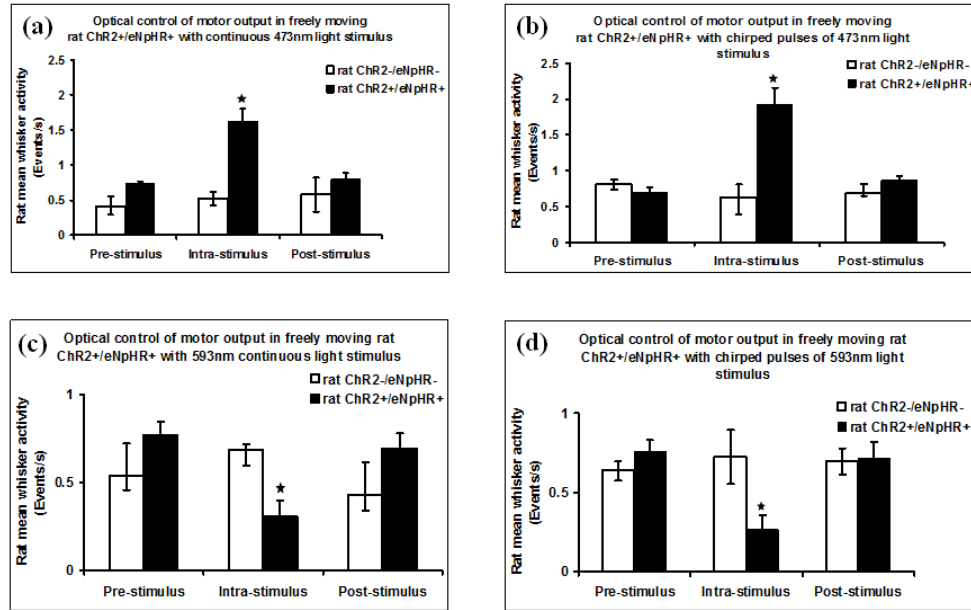 (a)
Optical control of motor output in freely moving
rat ChR2+/eNpHR+ with continuous 473nm light stimulus
rat ChR2-/eNpHR-
rat ChR2+/eNpHR+
Rat mean whisker activity
(Events/s)
2.5
2
1.5
1
0.5
0
Pre-stimulus Intra-stimulus Post-stimulus
(b)
Optical control of motor output in freely moving
rat ChR2+/eNpHR+ with chirped pulses of 473nm light
stimulus
rat ChR2-/eNpHR-
rat ChR2+/eNpHR+
Rat mean whisker activity
(Events/s)
2.5
2
1.5
1
0.5
0
Pre-stimulus Intra-stimulus Post-stimulus
(c)
Optical control of motor output in freely moving rat
ChR2+/eNpHR+ with 593nm continuous light stimulus
rat ChR2-/eNpHR-
rat ChR2+/eNpHR+
Rat mean whisker activity
(Events/s)
1
0.5
0
Pre-stimulus Intra-stimulus Post-stimulus
(d)
Optical control of motor output in freely moving rat
ChR2+/eNpHR+ with chirped pulses of 593nm light
stimulus
rat ChR2-/eNpHR-
rat ChR2+/eNpHR+
Rat mean whisker activity
(Events/s)
1
0.5
0
Pre-stimulus Intra-stimulus Post-stimulus